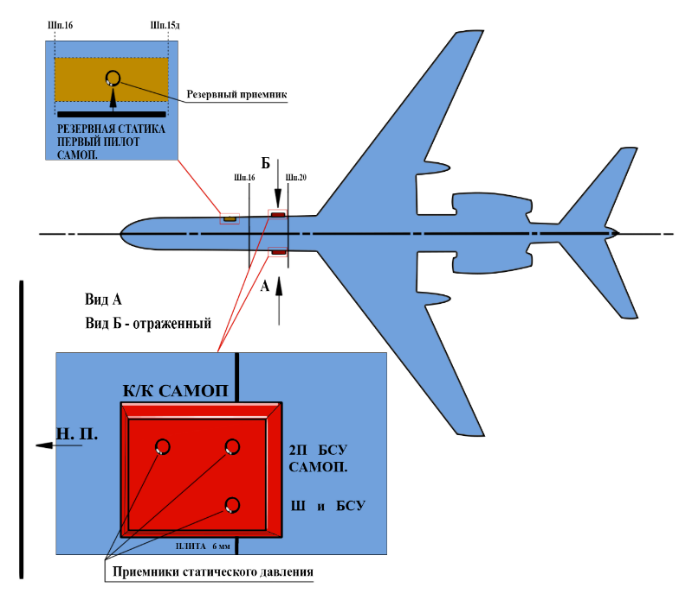 Шп.16
Шп.15д
Резервный приемник
РЕЗЕРВНАЯ СТАТИКА
ПЕРВЫЙ ПИЛОТ
САМОП.
Б
Шп.16
Шп.20
А
Вид А
Вид Б - отраженный
К/К САМОП
Н. П.
2П БСУ
САМОП.
Ш и БСУ
ПЛИТА 6 мм
Приемники статического давления